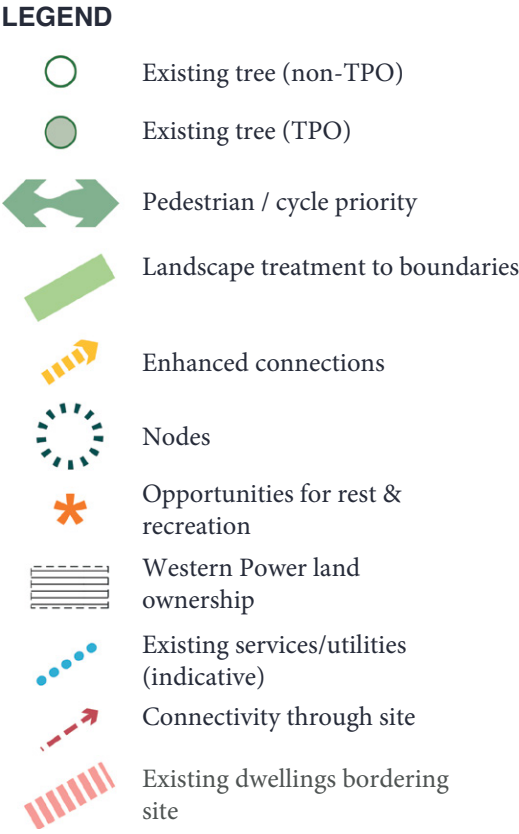 LEGEND
Existing tree (non-TPO)
Existing tree (TPO)
Pedestrian / cycle priority
Landscape treatment to boundaries
Enhanced connections
Nodes
Opportunities for rest &
recreation
Western Power land
ownership
Existing services/utilities
(indicative)
Connectivity through site
Existing dwellings bordering
site